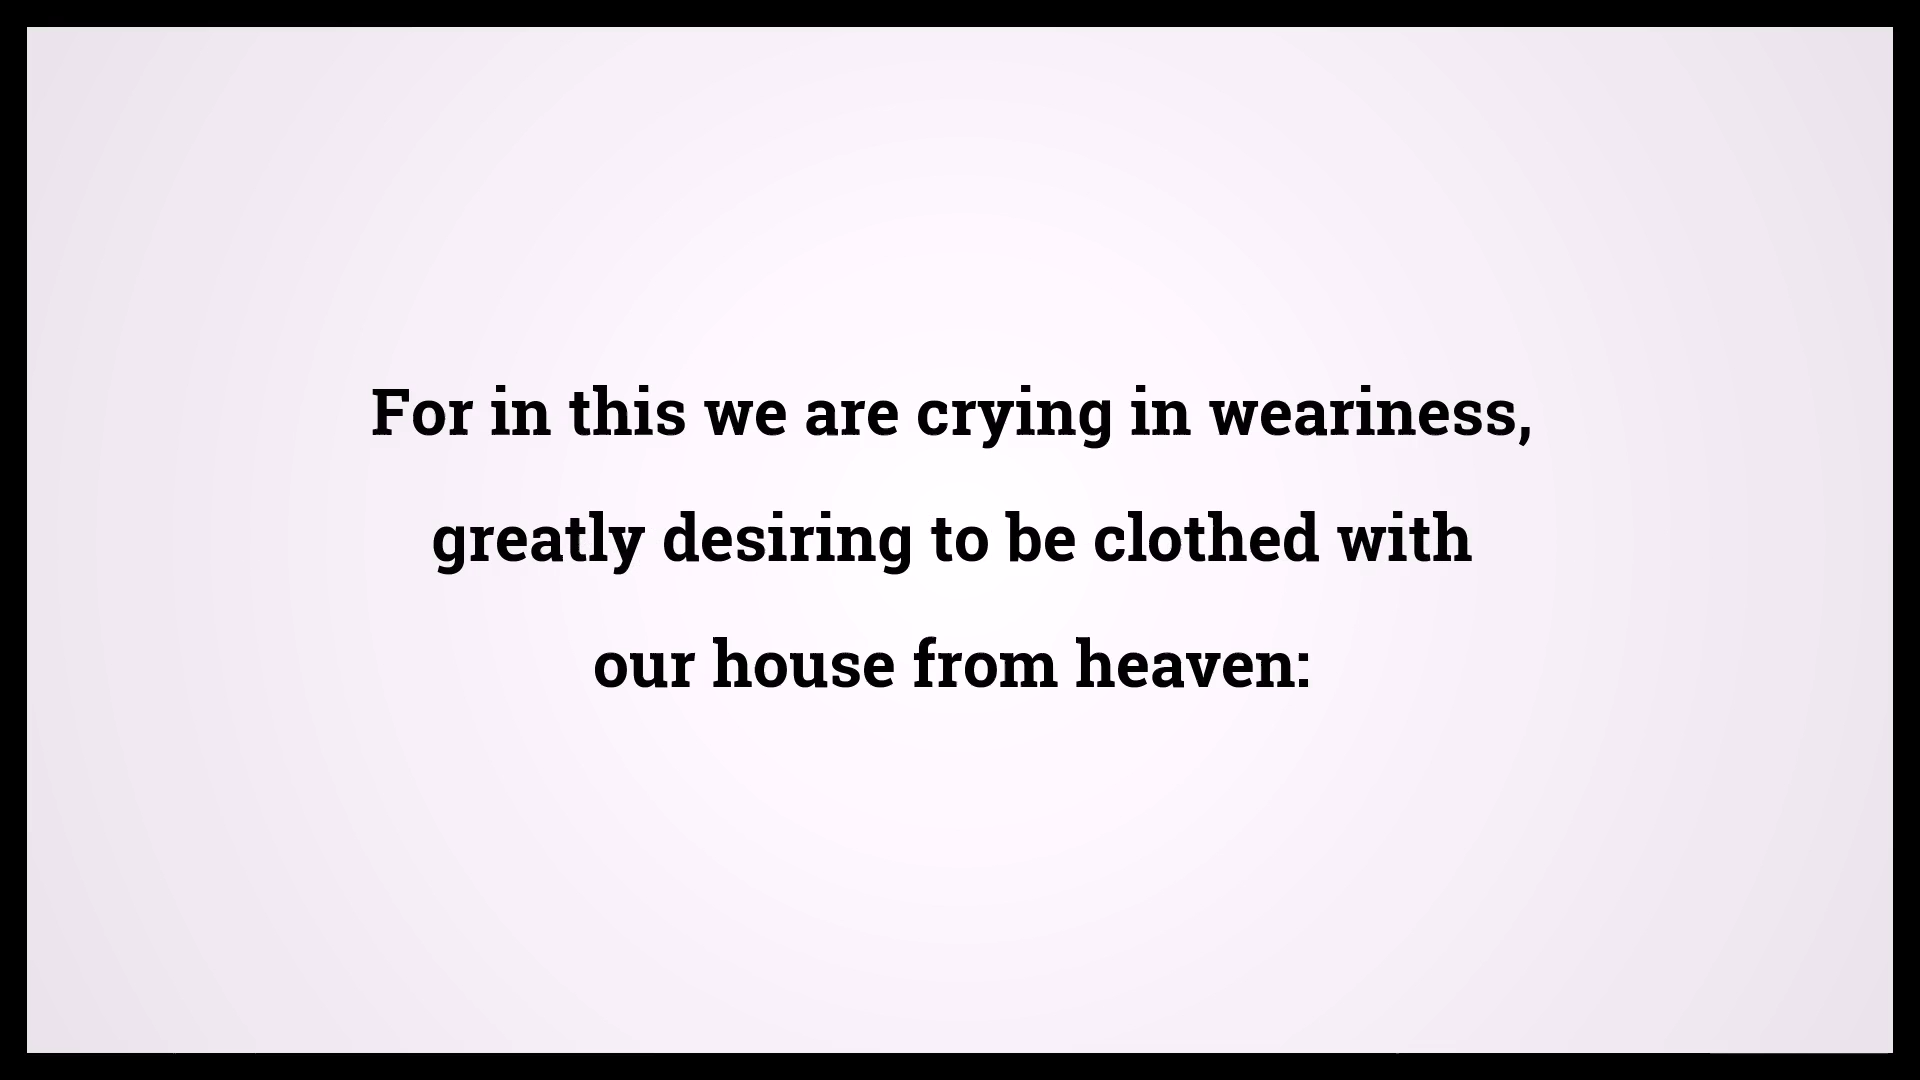 For in this we are crying in weariness,
greatly desiring to be clothed with
our house from heaven: